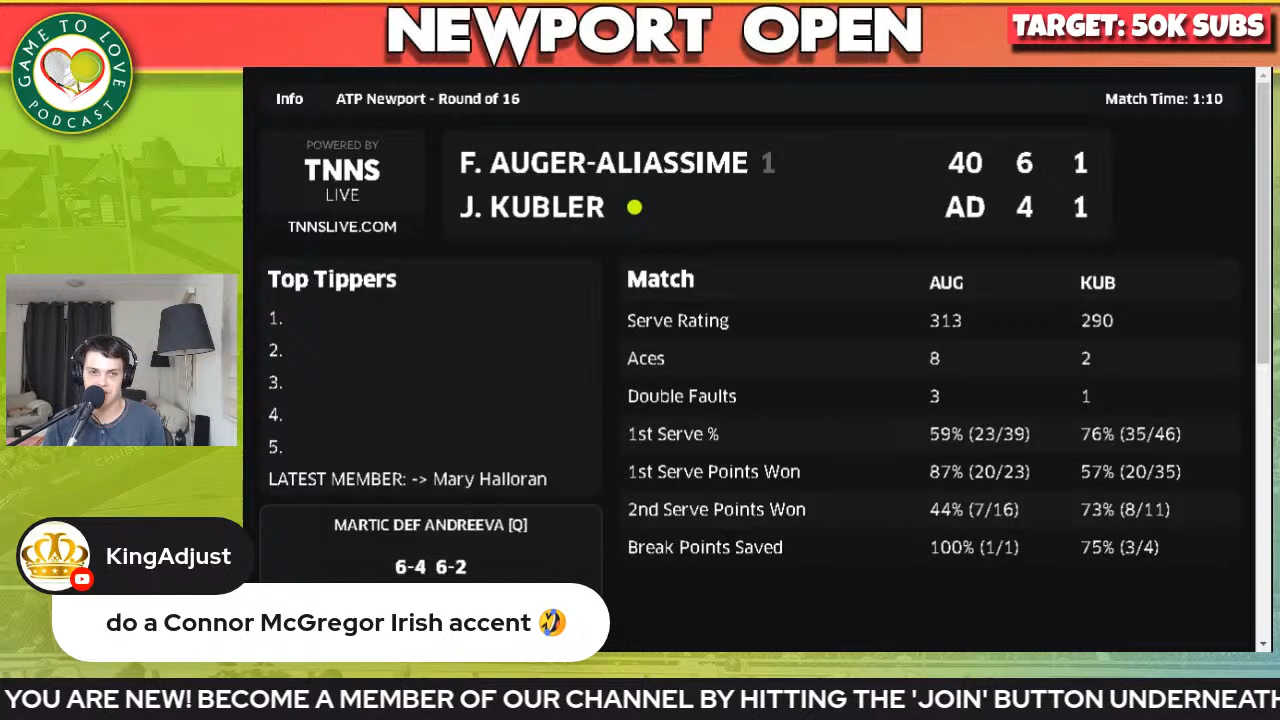 GAME TO LOVE
PODCAST
NEWPORT OPEN
TARGET: 50K SUBS
Info ATP Newport - Round of 16 Match Time: 1:10
POWERED BY
TNNS
LIVE
TNNSLIVE.COM
F. AUGER-ALIASSIME 1 40 6 1
J. KUBLER AD 4 1
Top Tippers
1.
2.
3.
4.
5.
LATEST MEMBER: -> Mary Halloran
MARTIC DEF ANDREEVA [Q]
6-4 6-2
Match AUG KUB
Serve Rating 313 290
Aces 8 2
Double Faults 3 1
1st Serve % 59% (23/39) 76% (35/46)
1st Serve Points Won 87% (20/23) 57% (20/35)
2nd Serve Points Won 44% (7/16) 73% (8/11)
Break Points Saved 100% (1/1) 75% (3/4)
KingAdjust
do a Connor McGregor Irish accent 🤣
YOU ARE NEW! BECOME A MEMBER OF OUR CHANNEL BY HITTING THE 'JOIN' BUTTON UNDERNEATH